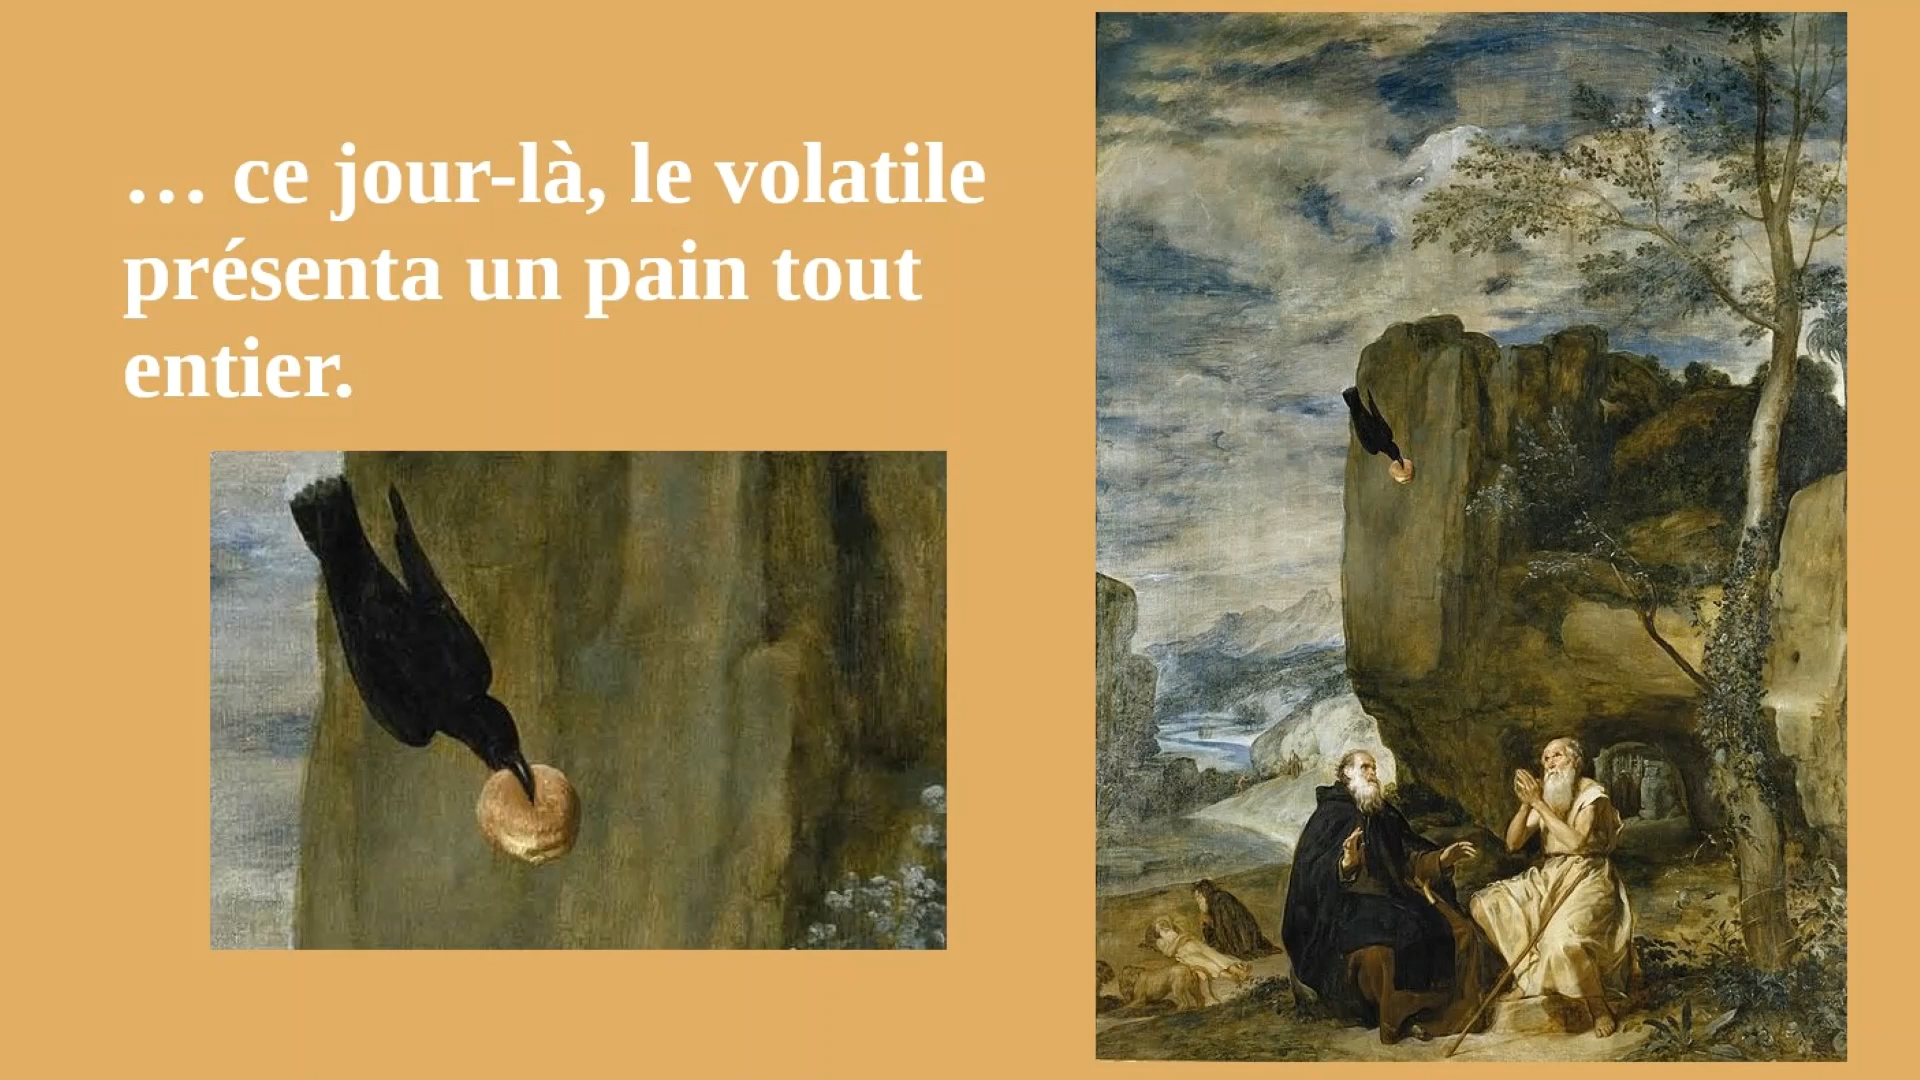 … ce jour-là, le volatile
présenta un pain tout
entier.